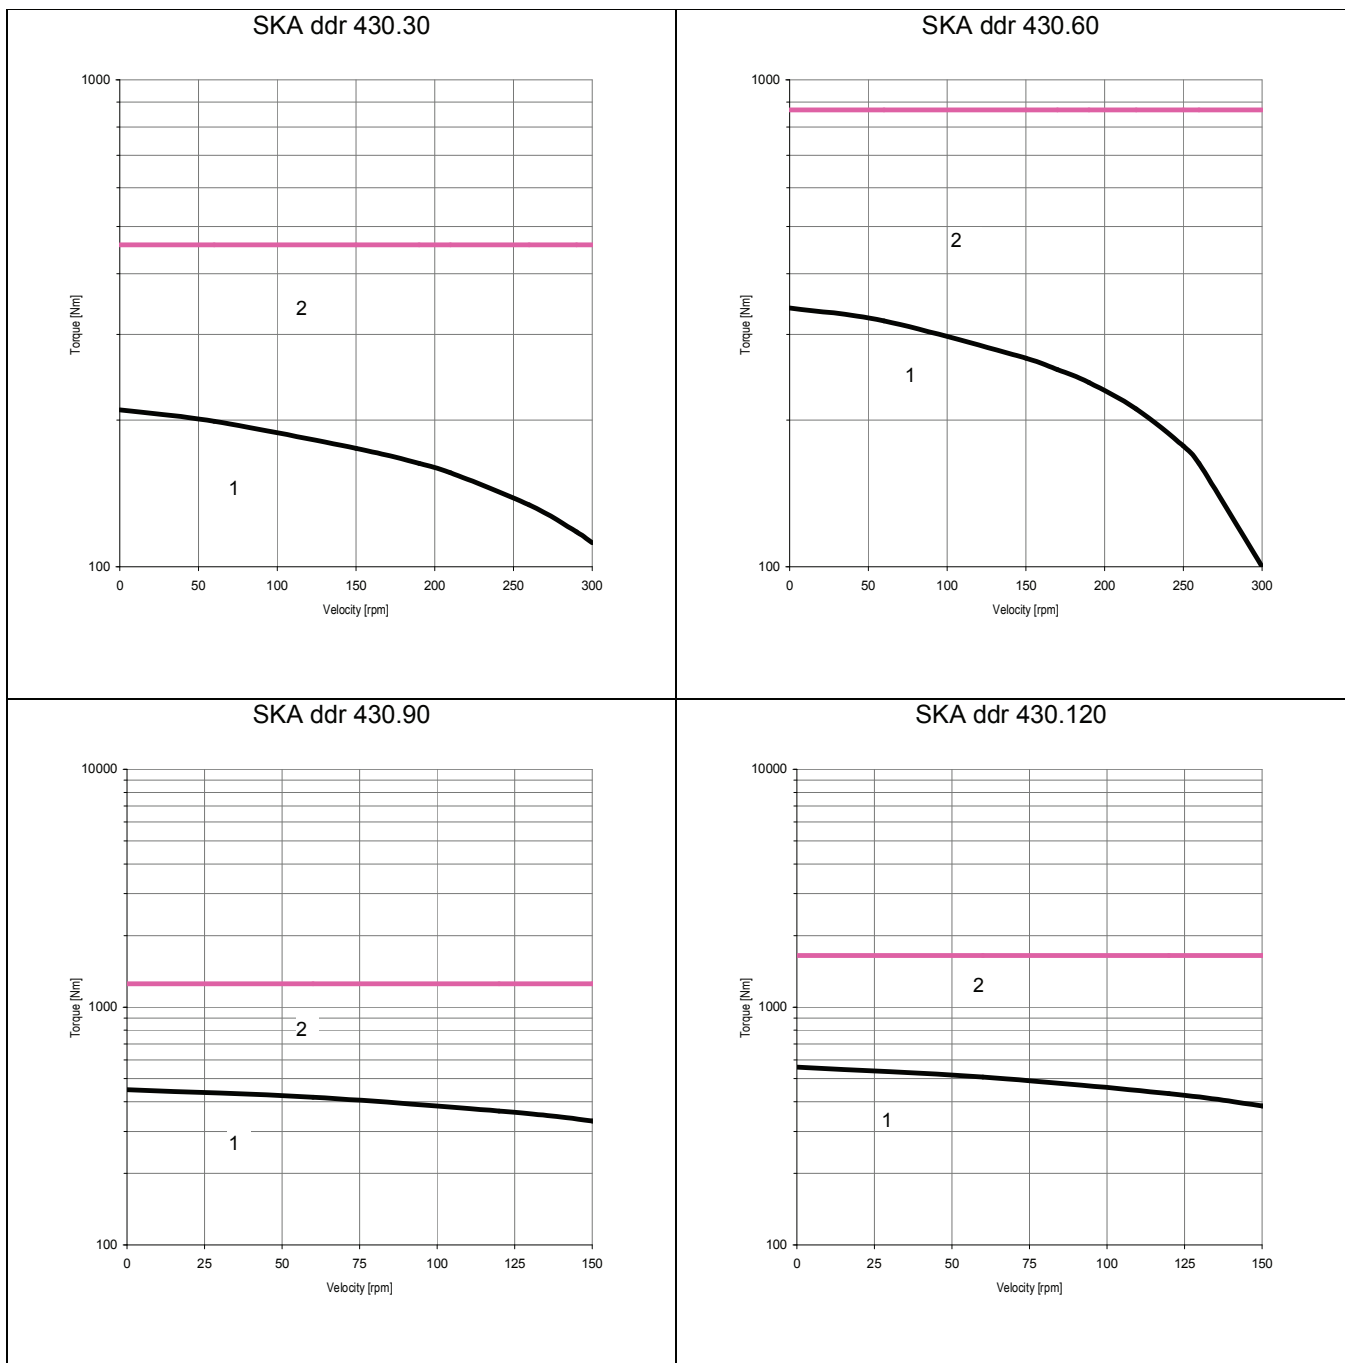 SKA ddr 430.30
1000
2
Torque [Nm]
1
100
0 50 100 150 200 250 300
Velocity [rpm]
SKA ddr 430.60
1000
2
Torque [Nm]
1
100
0 50 100 150 200 250 300
Velocity [rpm]
SKA ddr 430.90
10000
Torque [Nm]
1000
2
1
100
0 25 50 75 100 125 150
Velocity [rpm]
SKA ddr 430.120
10000
2
Torque [Nm]
1000
1
100
0 25 50 75 100 125 150
Velocity [rpm]